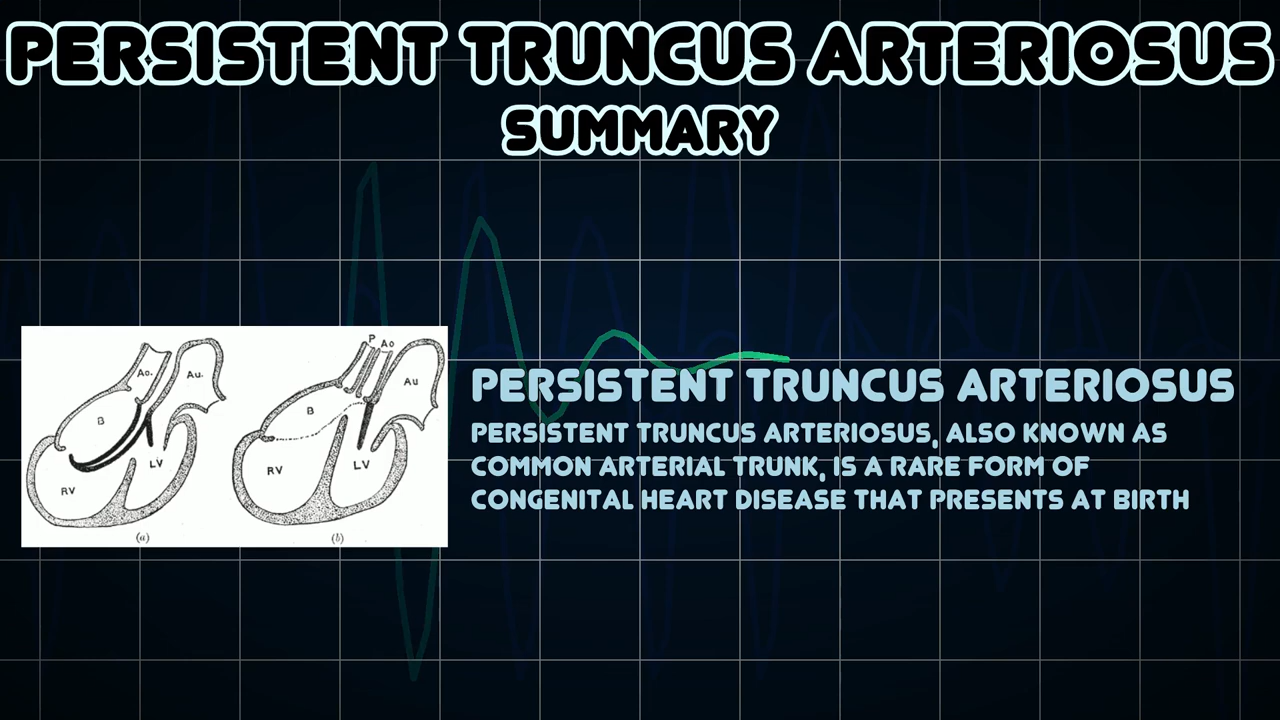 PERSISTENT TRUNCUS ARTERIOSUS
SUMMARY
Ao.
Au.
B
LV
RV
(a)
P
Ao
Au
B
RV
LV
(b)
PERSISTENT TRUNCUS ARTERIOSUS
PERSISTENT TRUNCUS ARTERIOSUS, ALSO KNOWN AS
COMMON ARTERIAL TRUNK, IS A RARE FORM OF
CONGENITAL HEART DISEASE THAT PRESENTS AT BIRTH